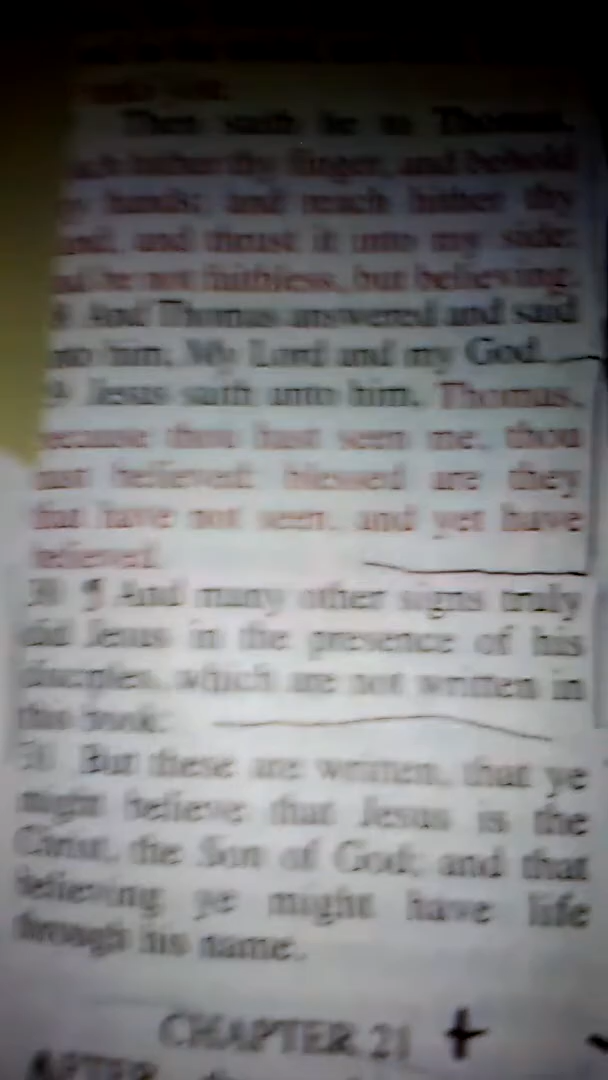 unto him.
Then saith he to Thomas,
hither thy finger, and behold
hands; and reach hither thy
and, and thrust it into my side:
nd be not faithless, but believing.
And Thomas answered and said
nto him, My Lord and my God.
Jesus saith unto him, Thomas,
because thou hast seen me, thou
hast believed: blessed are they
that have not seen, and yet have
believed.
30 ¶ And many other signs truly
did Jesus in the presence of his
disciples, which are not written in
this book:
31 But these are written, that ye
might believe that Jesus is the
Christ, the Son of God; and that
believing ye might have life
through his name.
CHAPTER 21 +
AFTER